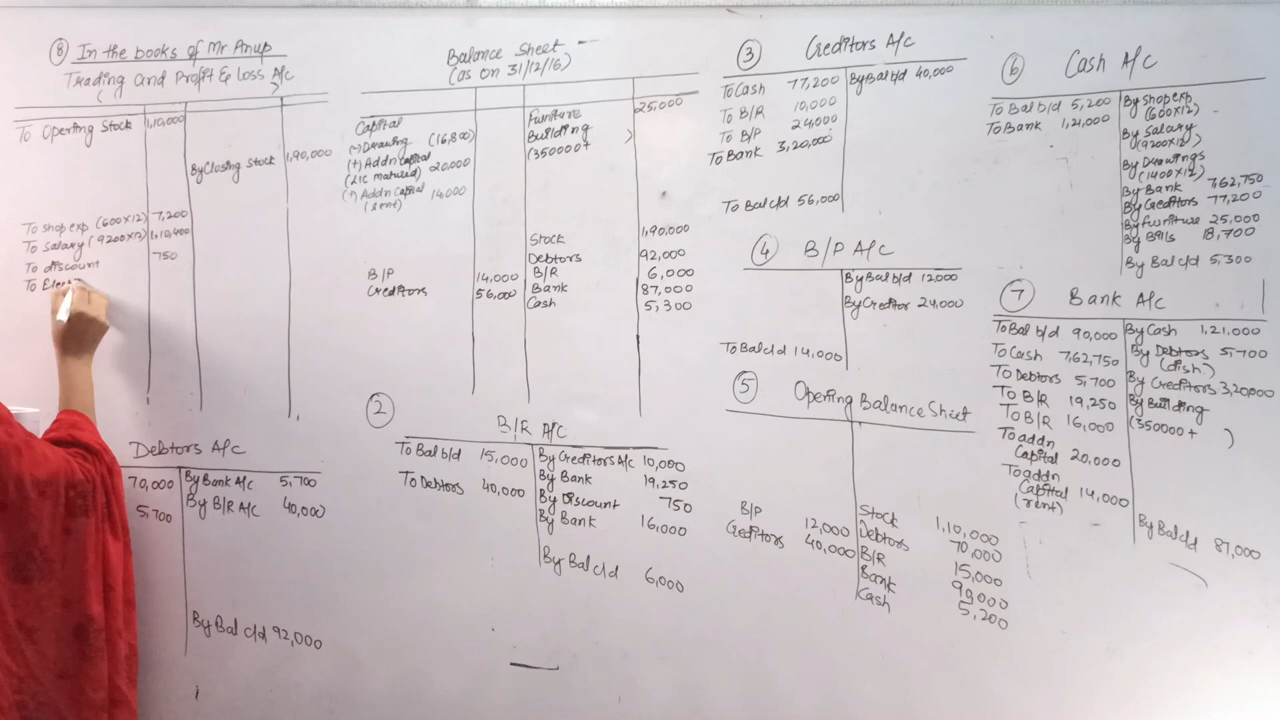 ⑧ In the books of Mr Anup
Trading and Profit & Loss A/c
( )
To Opening Stock 1,10,000
By Closing Stock 1,90,000
To shop exp (600×12) 7,200
To Salary (9200×12) 1,10,400
To discount 750
To Elect
Balance Sheet
(as on 31/12/16)
Capital
(-) Drawing (16,800)
(+) Addn capital 20,000
(LIC matured)
(+) Addn Capital 14,000
(rent)
B/P 14,000
Creditors 56,000
Furniture 25,000
Building )
(350000+
Stock 1,90,000
Debtors 92,000
B/R 6,000
Bank 87,000
Cash 5,300
③ Creditors A/c
To Cash 77,200
To B/R 10,000
To B/P 24,000
To Bank 3,20,000
To Bal c/d 56,000
By Bal b/d 40,000
④ B/P A/c
To Bal c/d 14,000
By Bal b/d 12,000
By Creditor 24,000
⑤ Opening Balance Sheet
B/P 12,000
Creditors 40,000
Stock 1,10,000
Debtors 70,000
B/R 15,000
Bank 90,000
Cash 5,200
⑥ Cash A/c
To Bal b/d 5,200
To Bank 1,21,000
By Shop exp
(600×12)
By Salary
(9200×12)
By Drawings
(1400×12)
By Bank 7,62,750
By Creditors 77,200
By Furniture 25,000
By Bills 18,700
By Bal c/d 5,300
⑦ Bank A/c
To Bal b/d 90,000
To Cash 7,62,750
To Debtors 5,700
To B/R 19,250
To B/R 16,000
To addn
Capital 20,000
To addn
Capital 14,000
(rent)
By Cash 1,21,000
By Debtors 5,700
(dish.)
By Creditors 3,20,000
By Building
(350000+ )
By Bal c/d 87,000
Debtors A/c
70,000
5,700
By Bank A/c 5,700
By B/R A/c 40,000
By Bal c/d 92,000
② B/R A/c
To Bal b/d 15,000
To Debtors 40,000
By Creditors A/c 10,000
By Bank 19,250
By Discount 750
By Bank 16,000
By Bal c/d 6,000